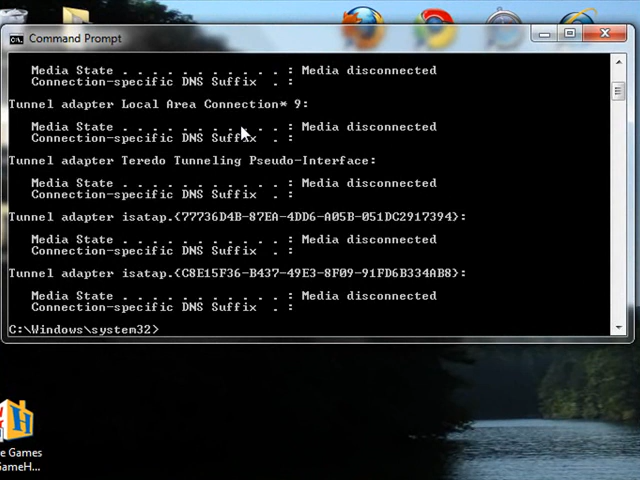 Command Prompt
Media State . . . . . . . . . . . : Media disconnected
Connection-specific DNS Suffix  . :
Tunnel adapter Local Area Connection* 9:
Media State . . . . . . . . . . . : Media disconnected
Connection-specific DNS Suffix  . :
Tunnel adapter Teredo Tunneling Pseudo-Interface:
Media State . . . . . . . . . . . : Media disconnected
Connection-specific DNS Suffix  . :
Tunnel adapter isatap.{77736D4B-87EA-4DD6-A05B-051DC2917394}:
Media State . . . . . . . . . . . : Media disconnected
Connection-specific DNS Suffix  . :
Tunnel adapter isatap.{C8E15F36-B437-49E3-8F09-91FD6B334AB8}:
Media State . . . . . . . . . . . : Media disconnected
Connection-specific DNS Suffix  . :
C:\Windows\system32>
e Games
GameH...